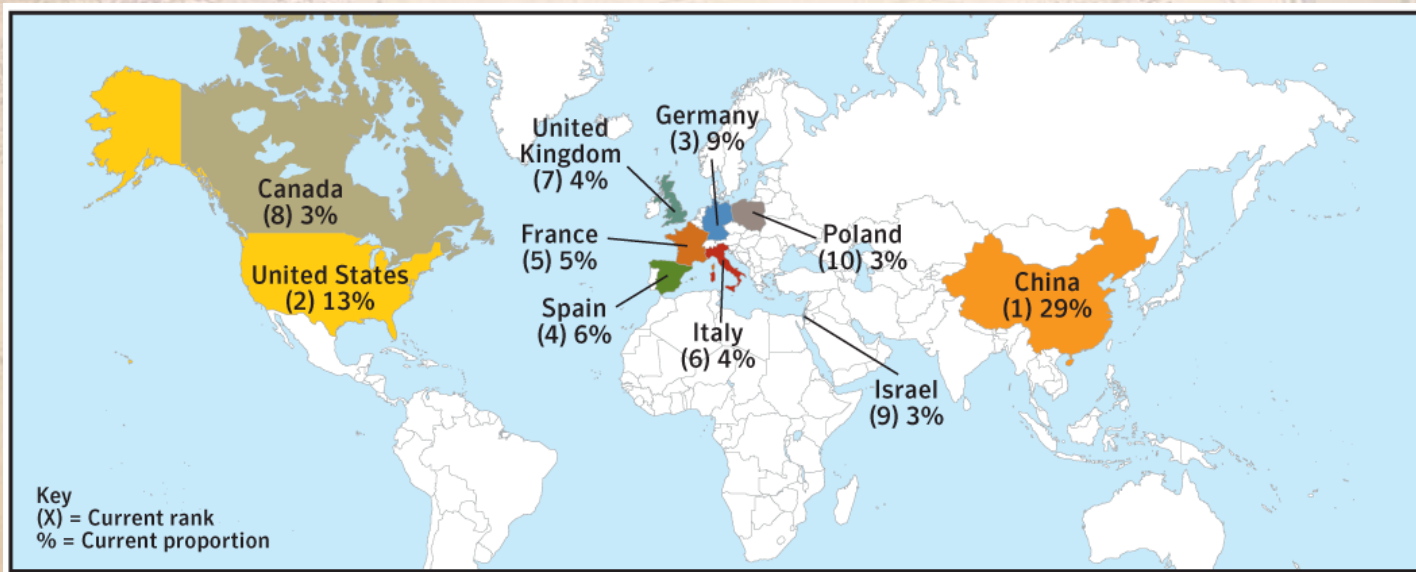 Germany
(3) 9%
United
Kingdom
(7) 4%
Canada
(8) 3%
France
(5) 5%
Poland
(10) 3%
United States
(2) 13%
China
(1) 29%
Spain
(4) 6%
Italy
(6) 4%
Israel
(9) 3%
Key
(X) = Current rank
% = Current proportion